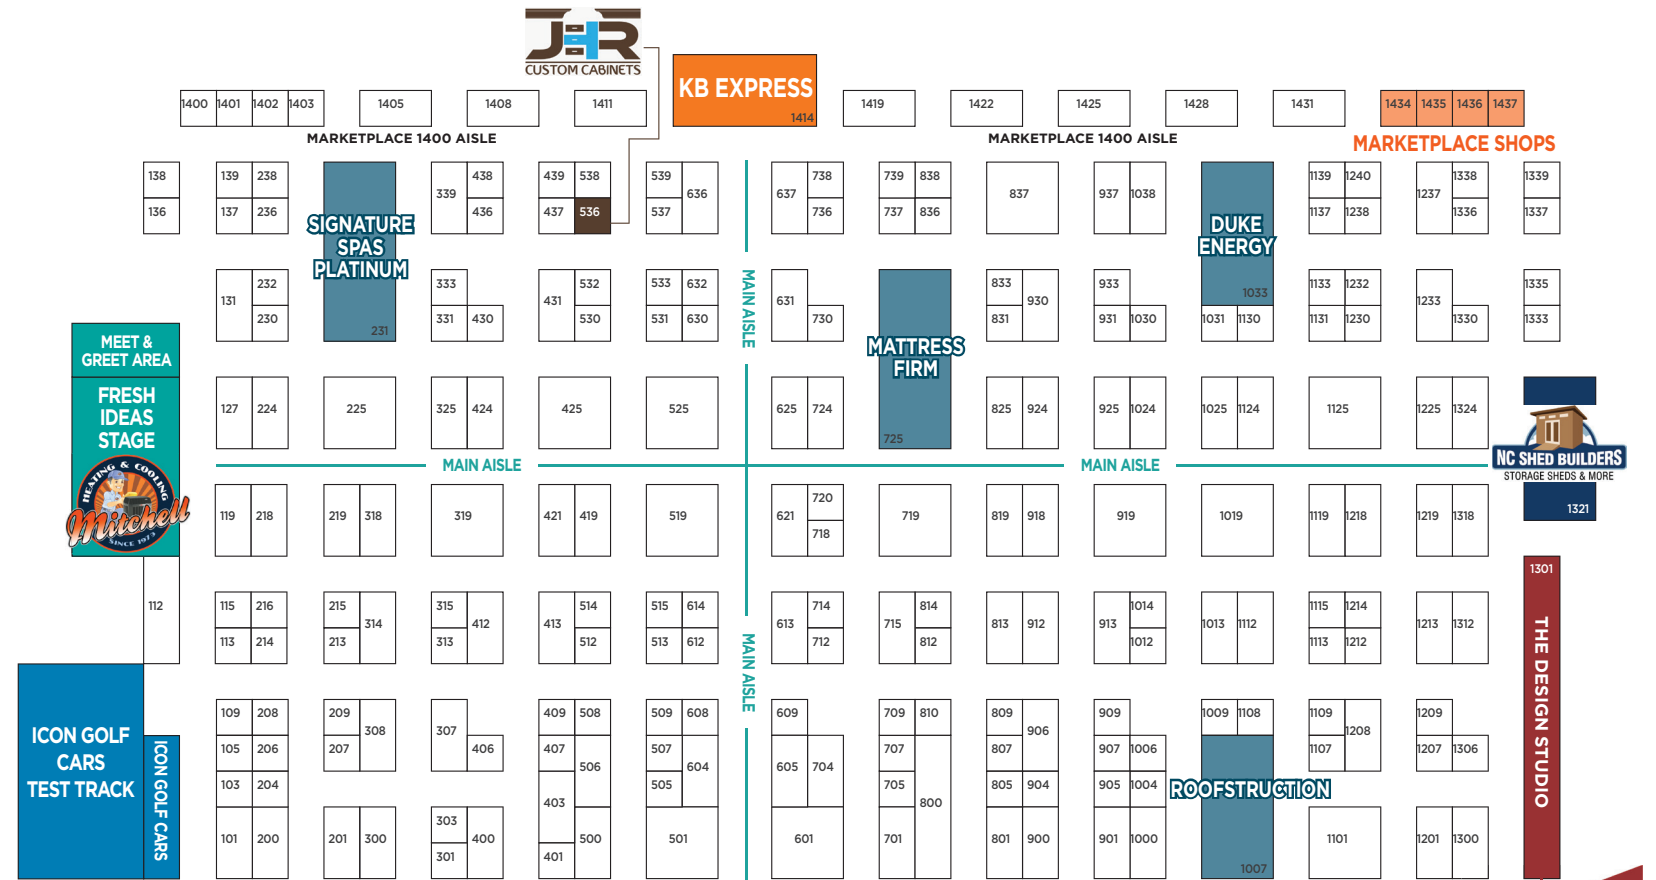 J&R
CUSTOM CABINETS
KB EXPRESS
1414
1400 1401 1402 1403 1405 1408 1411 1419 1422 1425 1428 1431 1434 1435 1436 1437
MARKETPLACE 1400 AISLE MARKETPLACE 1400 AISLE
MARKETPLACE SHOPS
138 139 238 438 439 538 539 738 739 838 1139 1240 1338 1339
339 636 637 837 937 1038 1237
136 137 236 436 437 536 537 736 737 836 1137 1238 1336 1337
SIGNATURE
SPAS
PLATINUM
231
DUKE
ENERGY
1033
232 333 532 533 632 833 933 1133 1232 1335
131 431 631 930 1233
230 331 430 530 531 630 730 831 931 1030 1031 1130 1131 1230 1330 1333
MAIN AISLE
MATTRESS
FIRM
725
MEET &
GREET AREA
FRESH
IDEAS
STAGE
HEATING & COOLING
Mitchell
SINCE 1973
127 224 225 325 424 425 525 625 724 825 924 925 1024 1025 1124 1125 1225 1324
MAIN AISLE MAIN AISLE
NC SHED BUILDERS
STORAGE SHEDS & MORE
1321
720
119 218 219 318 319 421 419 519 621 719 819 918 919 1019 1119 1218 1219 1318
718
1301
THE DESIGN STUDIO
115 216 215 315 514 515 614 714 814 1014 1115 1214
112 314 412 413 613 715 813 912 913 1013 1112 1213 1312
113 214 213 313 512 513 612 712 812 1012 1113 1212
MAIN AISLE
ICON GOLF
CARS
TEST TRACK
ICON GOLF CARS
109 208 209 409 508 509 608 609 709 810 809 909 1009 1108 1109 1209
308 307 906 1208
105 206 207 406 407 507 707 807 907 1006 1107 1207 1306
506 604 605 704
103 204 505 705 805 904 905 1004
ROOFSTRUCTION
1007
403 800
303
101 200 201 300 400 500 501 601 701 801 900 901 1000 1101 1201 1300
301 401